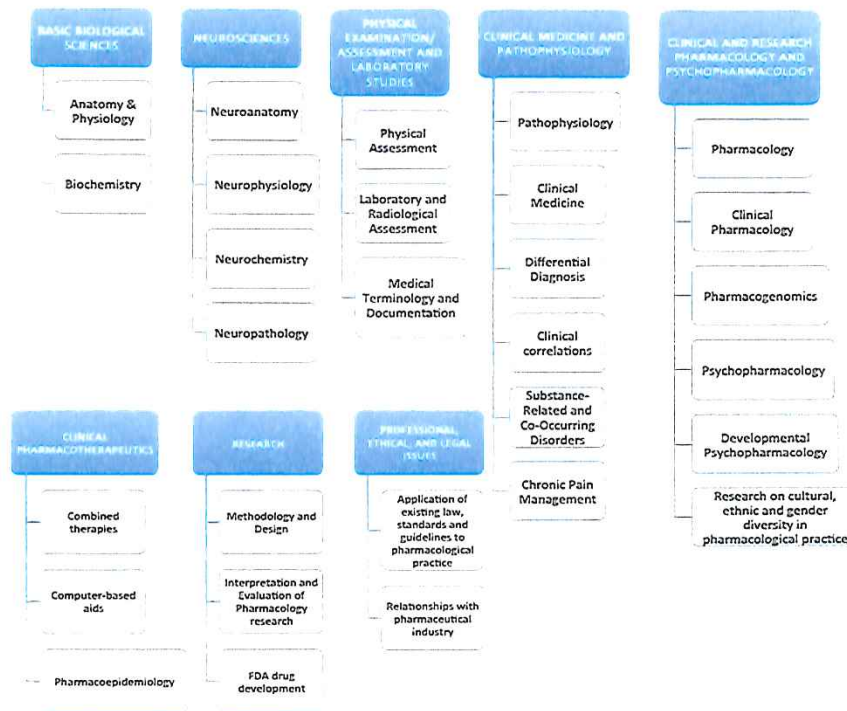 BASIC BIOLOGICAL
SCIENCES
Anatomy &
Physiology
Biochemistry
NEUROSCIENCES
Neuroanatomy
Neurophysiology
Neurochemistry
Neuropathology
PHYSICAL
EXAMINATION/
ASSESSMENT AND
LABORATORY
STUDIES
Physical
Assessment
Laboratory and
Radiological
Assessment
Medical
Terminology and
Documentation
CLINICAL MEDICINE AND
PATHOPHYSIOLOGY
Pathophysiology
Clinical
Medicine
Differential
Diagnosis
Clinical
correlations
Substance-
Related and
Co-Occurring
Disorders
Chronic Pain
Management
CLINICAL AND RESEARCH
PHARMACOLOGY AND
PSYCHOPHARMACOLOGY
Pharmacology
Clinical
Pharmacology
Pharmacogenomics
Psychopharmacology
Developmental
Psychopharmacology
Research on cultural,
ethnic and gender
diversity in
pharmacological practice
CLINICAL
PHARMACOTHERAPEUTICS
Combined
therapies
Computer-based
aids
Pharmacoepidemiology
RESEARCH
Methodology and
Design
Interpretation and
Evaluation of
Pharmacology
research
FDA drug
development
PROFESSIONAL,
ETHICAL, AND LEGAL
ISSUES
Application of
existing law,
standards and
guidelines to
pharmacological
practice
Relationships with
pharmaceutical
industry